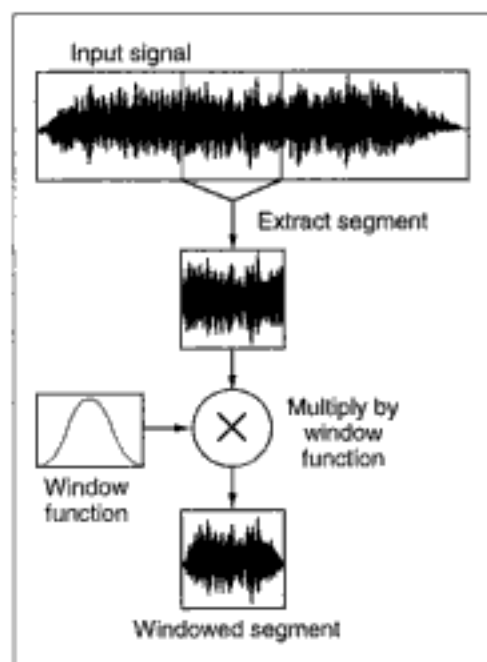 Input signal
Extract segment
Multiply by
window
function
Window
function
Windowed segment